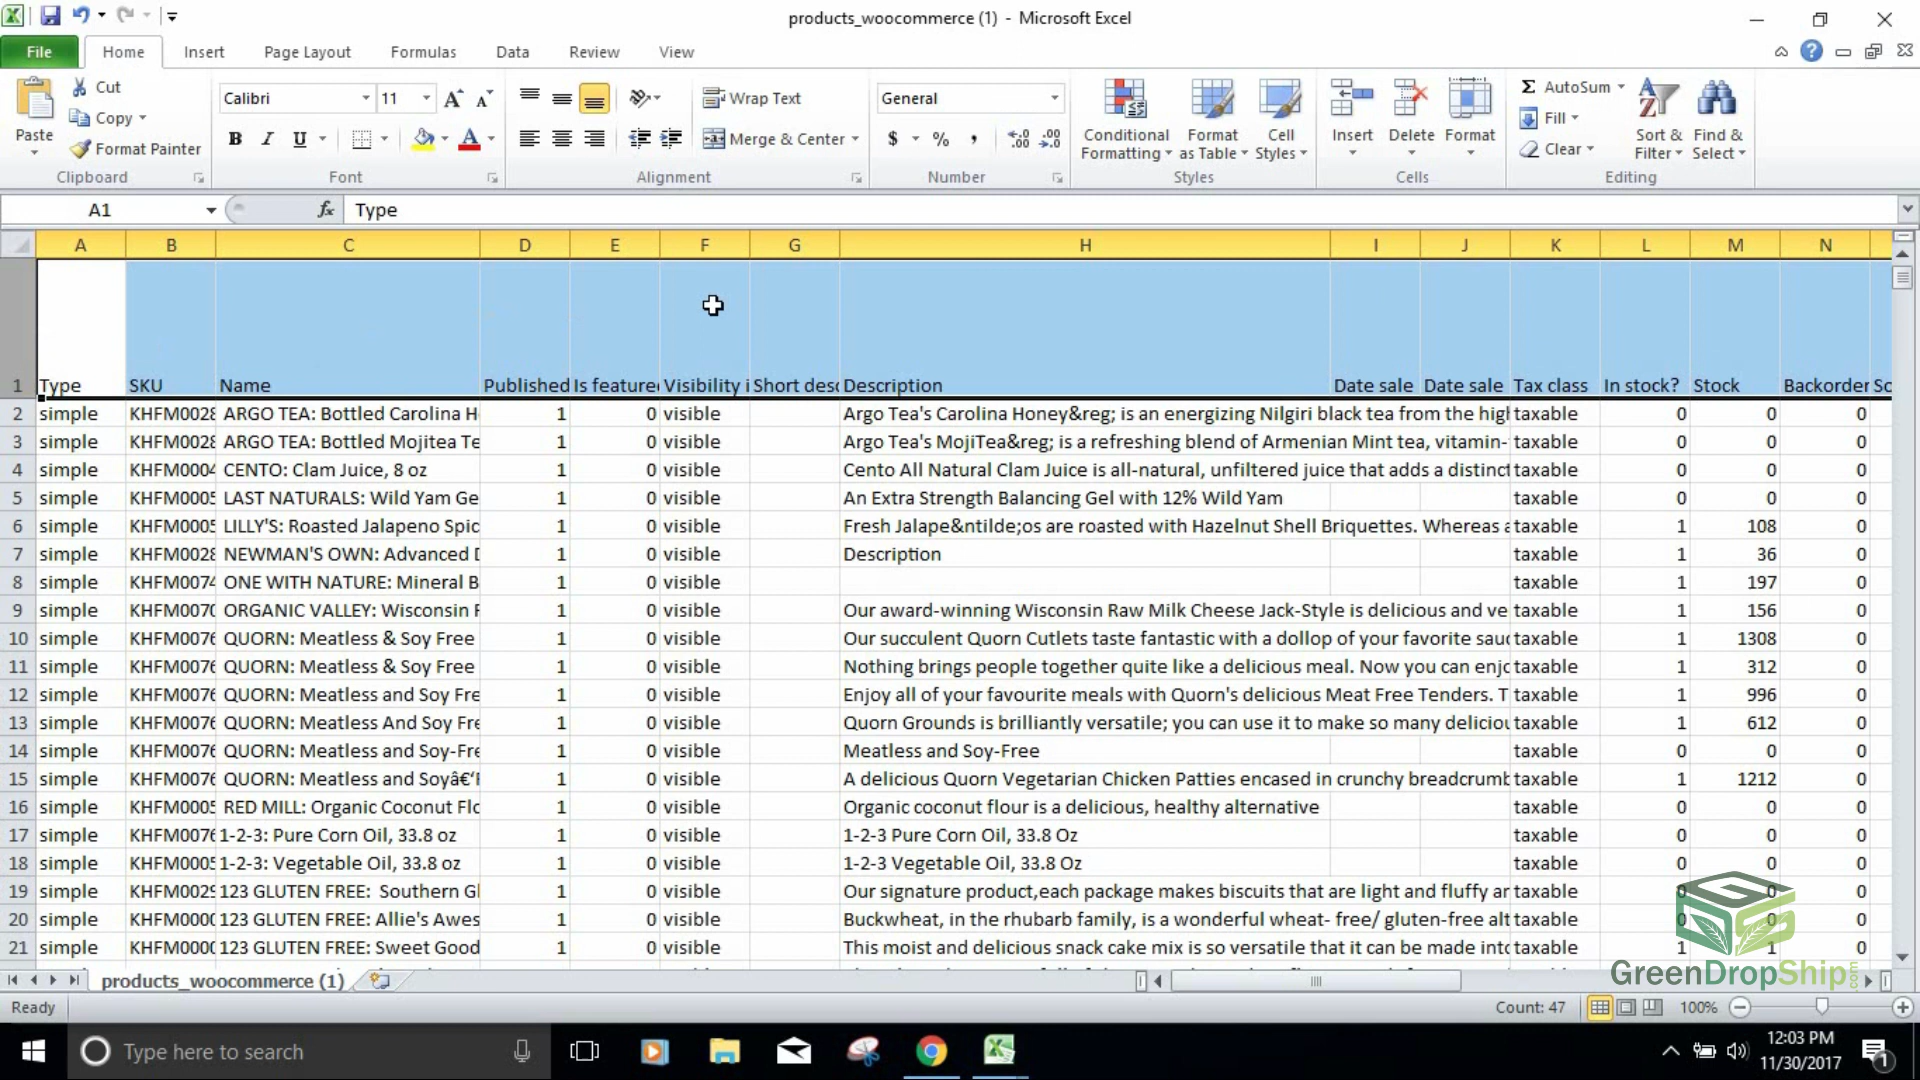 products_woocommerce (1) - Microsoft Excel
File Home Insert Page Layout Formulas Data Review View
Paste
Cut
Copy
Format Painter
Clipboard
Calibri 11
B I U
Font
Wrap Text
Merge & Center
Alignment
General
$ % ,
Number
Conditional Formatting
Format as Table
Cell Styles
Styles
Insert Delete Format
Cells
AutoSum
Fill
Clear
Sort & Filter
Find & Select
Editing
A1 fx Type
A B C D E F G H I J K L M N
1 Type SKU Name Published Is feature Visibility i Short desc Description Date sale Date sale Tax class In stock? Stock Backorder Sc
2 simple KHFM0028 ARGO TEA: Bottled Carolina H 1 0 visible Argo Tea's Carolina Honey&reg; is an energizing Nilgiri black tea from the hig taxable 0 0 0
3 simple KHFM0028 ARGO TEA: Bottled Mojitea Te 1 0 visible Argo Tea's MojiTea&reg; is a refreshing blend of Armenian Mint tea, vitamin- taxable 0 0 0
4 simple KHFM0004 CENTO: Clam Juice, 8 oz 1 0 visible Cento All Natural Clam Juice is all-natural, unfiltered juice that adds a distinct taxable 0 0 0
5 simple KHFM0005 LAST NATURALS: Wild Yam Ge 1 0 visible An Extra Strength Balancing Gel with 12% Wild Yam taxable 0 0 0
6 simple KHFM0005 LILLY'S: Roasted Jalapeno Spic 1 0 visible Fresh Jalape&ntilde;os are roasted with Hazelnut Shell Briquettes. Whereas a taxable 1 108 0
7 simple KHFM0028 NEWMAN'S OWN: Advanced D 1 0 visible Description taxable 1 36 0
8 simple KHFM0074 ONE WITH NATURE: Mineral B 1 0 visible taxable 1 197 0
9 simple KHFM0070 ORGANIC VALLEY: Wisconsin R 1 0 visible Our award-winning Wisconsin Raw Milk Cheese Jack-Style is delicious and ve taxable 1 156 0
10 simple KHFM0076 QUORN: Meatless & Soy Free 1 0 visible Our succulent Quorn Cutlets taste fantastic with a dollop of your favorite sauc taxable 1 1308 0
11 simple KHFM0076 QUORN: Meatless & Soy Free 1 0 visible Nothing brings people together quite like a delicious meal. Now you can enjo taxable 1 312 0
12 simple KHFM0076 QUORN: Meatless and Soy Fre 1 0 visible Enjoy all of your favourite meals with Quorn's delicious Meat Free Tenders. T taxable 1 996 0
13 simple KHFM0076 QUORN: Meatless And Soy Fre 1 0 visible Quorn Grounds is brilliantly versatile; you can use it to make so many deliciou taxable 1 612 0
14 simple KHFM0076 QUORN: Meatless and Soy-Fre 1 0 visible Meatless and Soy-Free taxable 0 0 0
15 simple KHFM0076 QUORN: Meatless and Soyâ€‘F 1 0 visible A delicious Quorn Vegetarian Chicken Patties encased in crunchy breadcrumb taxable 1 1212 0
16 simple KHFM0005 RED MILL: Organic Coconut Flo 1 0 visible Organic coconut flour is a delicious, healthy alternative taxable 0 0 0
17 simple KHFM0076 1-2-3: Pure Corn Oil, 33.8 oz 1 0 visible 1-2-3 Pure Corn Oil, 33.8 Oz taxable 0 0 0
18 simple KHFM0005 1-2-3: Vegetable Oil, 33.8 oz 1 0 visible 1-2-3 Vegetable Oil, 33.8 Oz taxable 0 0 0
19 simple KHFM0029 123 GLUTEN FREE: Southern Gl 1 0 visible Our signature product,each package makes biscuits that are light and fluffy ar taxable 0 0 0
20 simple KHFM0000 123 GLUTEN FREE: Allie's Awes 1 0 visible Buckwheat, in the rhubarb family, is a wonderful wheat- free/ gluten-free alt taxable 0 0 0
21 simple KHFM0000 123 GLUTEN FREE: Sweet Good 1 0 visible This moist and delicious snack cake mix is so versatile that it can be made into taxable 1 1 0
GreenDropShip.com
products_woocommerce (1)
Ready Count: 47 100%
Type here to search
12:03 PM
11/30/2017
1